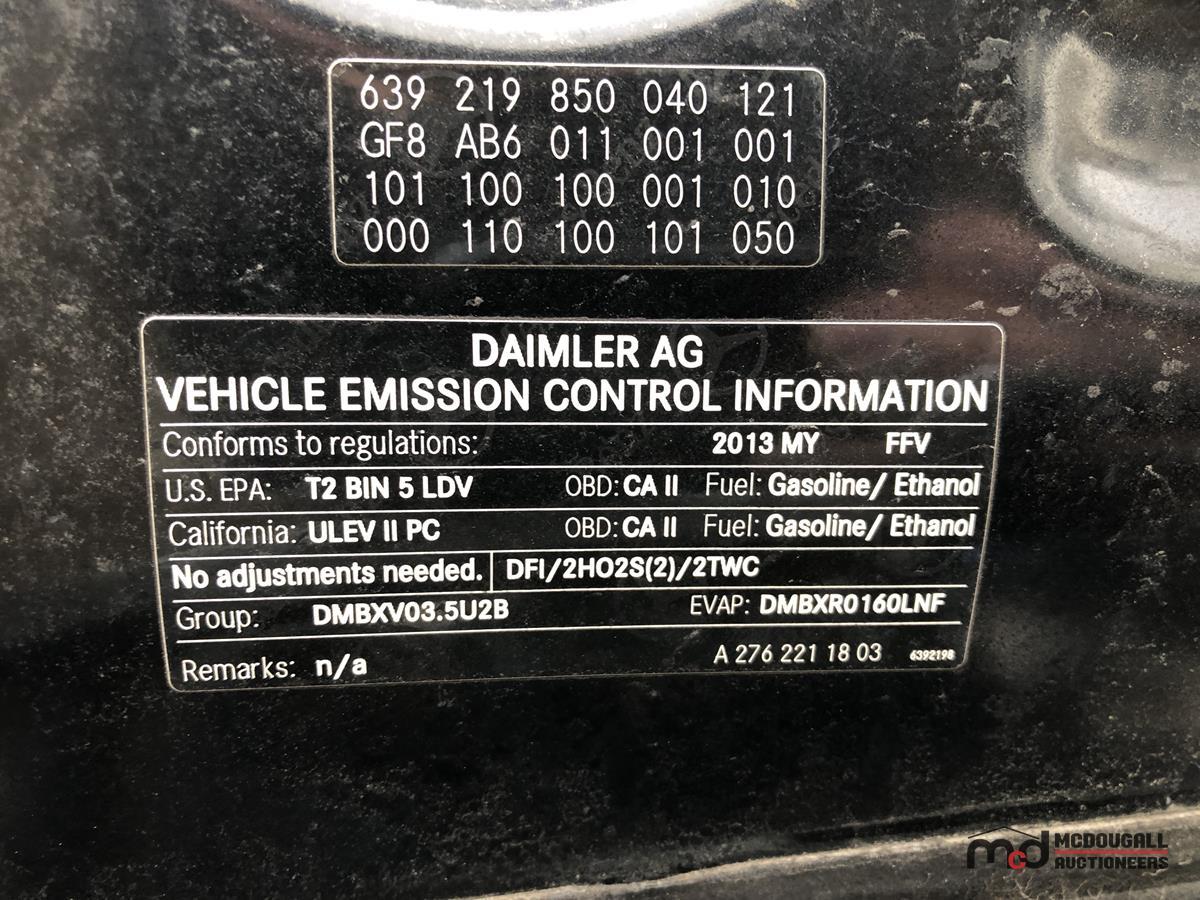 639 219 850 040 121
GF8 AB6 011 001 001
101 100 100 001 010
000 110 100 101 050
DAIMLER AG
VEHICLE EMISSION CONTROL INFORMATION
Conforms to regulations: 2013 MY FFV
U.S. EPA: T2 BIN 5 LDV OBD: CA II Fuel: Gasoline/ Ethanol
California: ULEV II PC OBD: CA II Fuel: Gasoline/ Ethanol
No adjustments needed. DFI/2HO2S(2)/2TWC
Group: DMBXV03.5U2B EVAP: DMBXR0160LNF
Remarks: n/a A 276 221 18 03 6392198
mcd MCDOUGALL
AUCTIONEERS